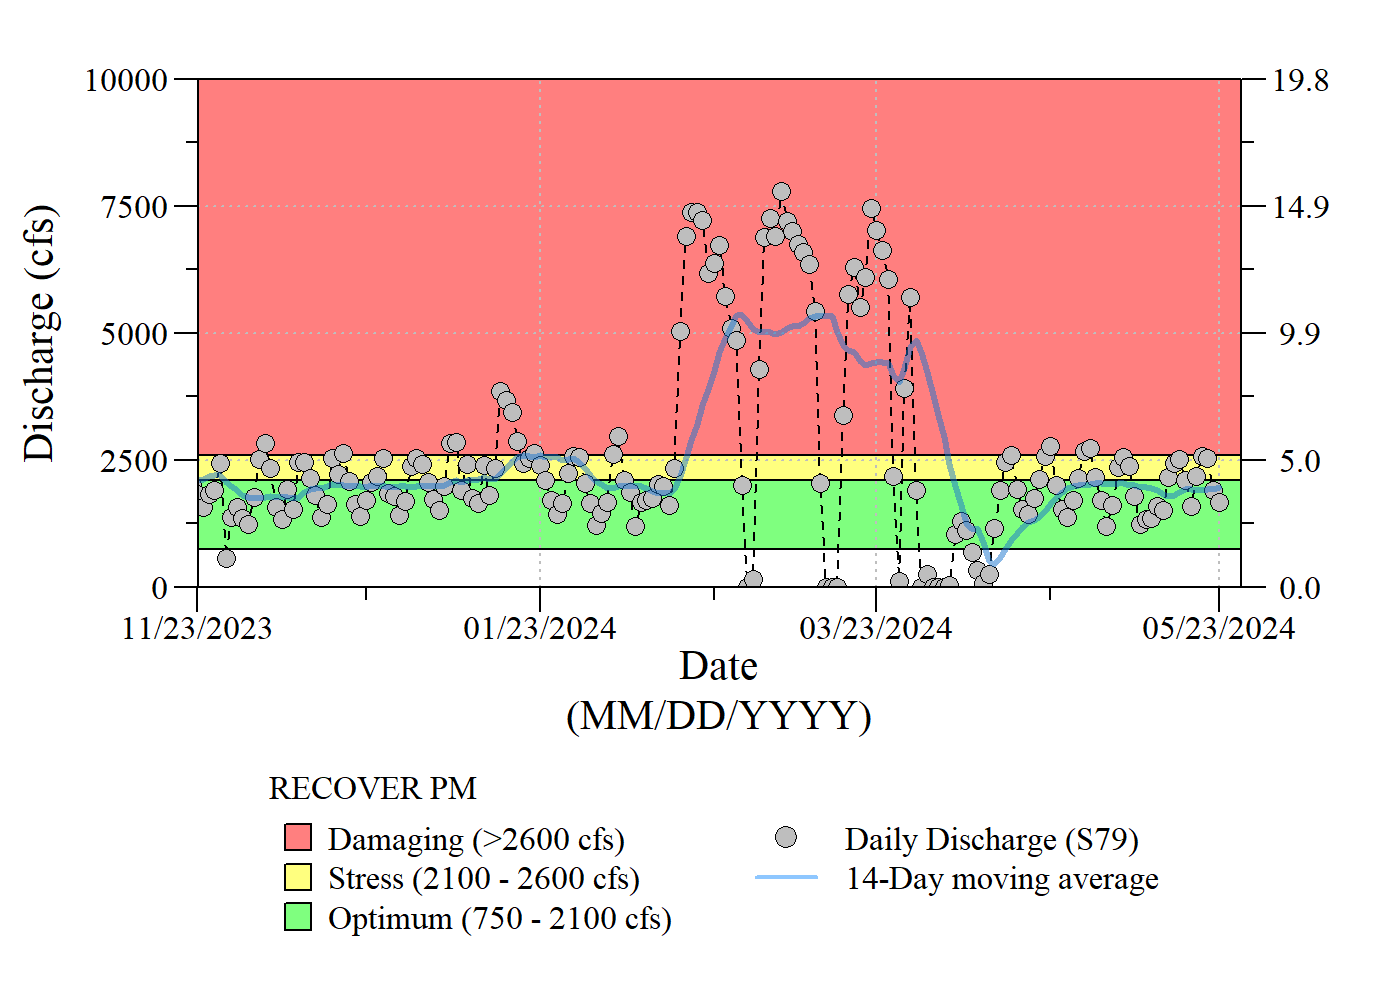 10000
7500
5000
2500
0
Discharge (cfs)
19.8
14.9
9.9
5.0
0.0
11/23/2023
01/23/2024
03/23/2024
05/23/2024
Date
(MM/DD/YYYY)
RECOVER PM
Damaging (>2600 cfs)
Stress (2100 - 2600 cfs)
Optimum (750 - 2100 cfs)
Daily Discharge (S79)
14-Day moving average